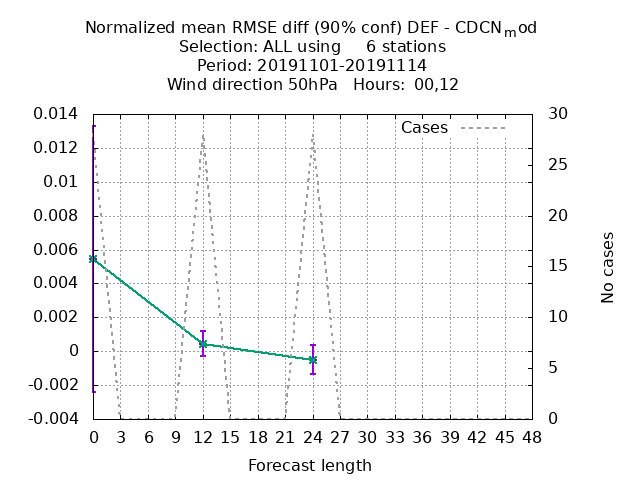 Normalized mean RMSE diff (90% conf) DEF - CDCNmod
Selection: ALL using 6 stations
Period: 20191101-20191114
Wind direction 50hPa Hours: 00,12
Cases
0.014
0.012
0.01
0.008
0.006
0.004
0.002
0
-0.002
-0.004
30
25
20
15
10
5
0
No cases
0 3 6 9 12 15 18 21 24 27 30 33 36 39 42 45 48
Forecast length